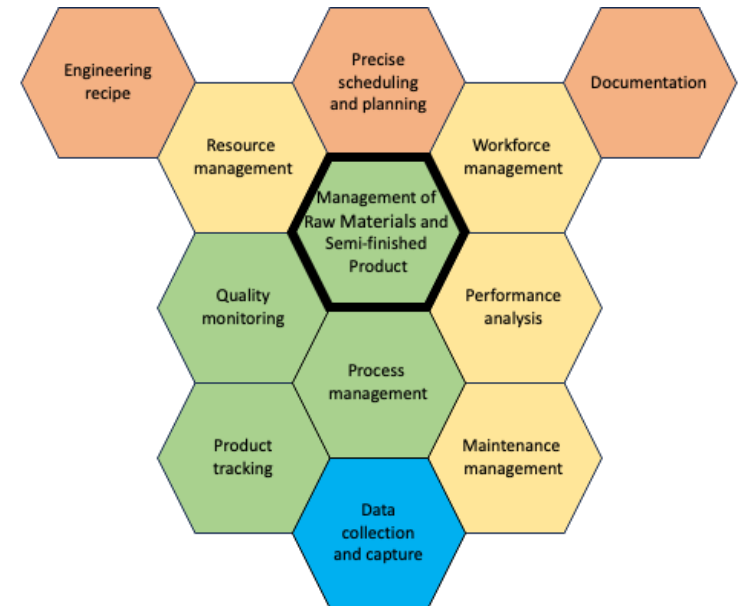 Engineering
recipe
Precise
scheduling
and planning
Documentation
Resource
management
Workforce
management
Management of
Raw Materials and
Semi-finished
Product
Quality
monitoring
Performance
analysis
Process
management
Product
tracking
Maintenance
management
Data
collection
and capture